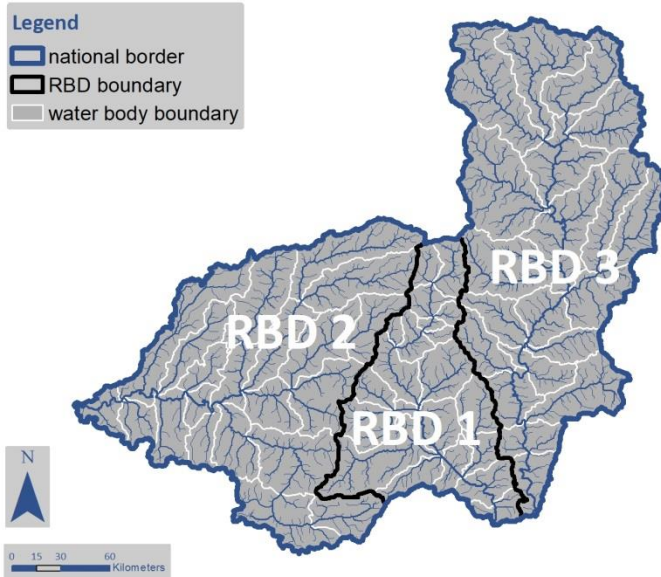 Legend
national border
RBD boundary
water body boundary
RBD 3
RBD 2
RBD 1
N
0 15 30 60
Kilometers